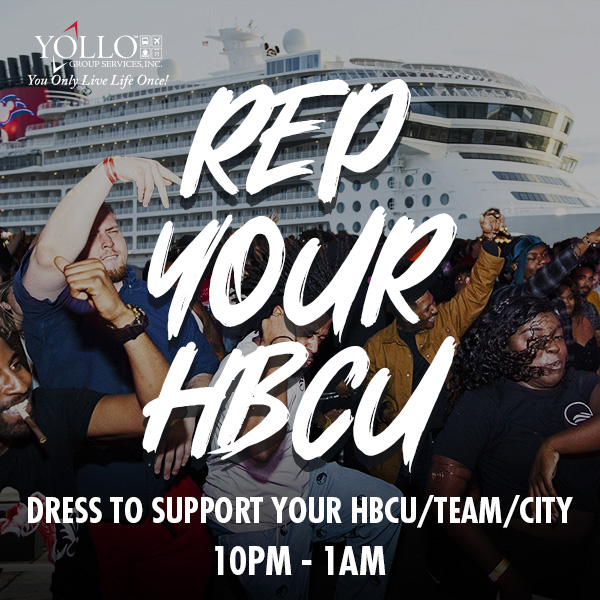 YOLLO
GROUP SERVICES, INC.
You Only Live Life Once!
REP
YOUR
HBCU
DRESS TO SUPPORT YOUR HBCU/TEAM/CITY
10PM - 1AM